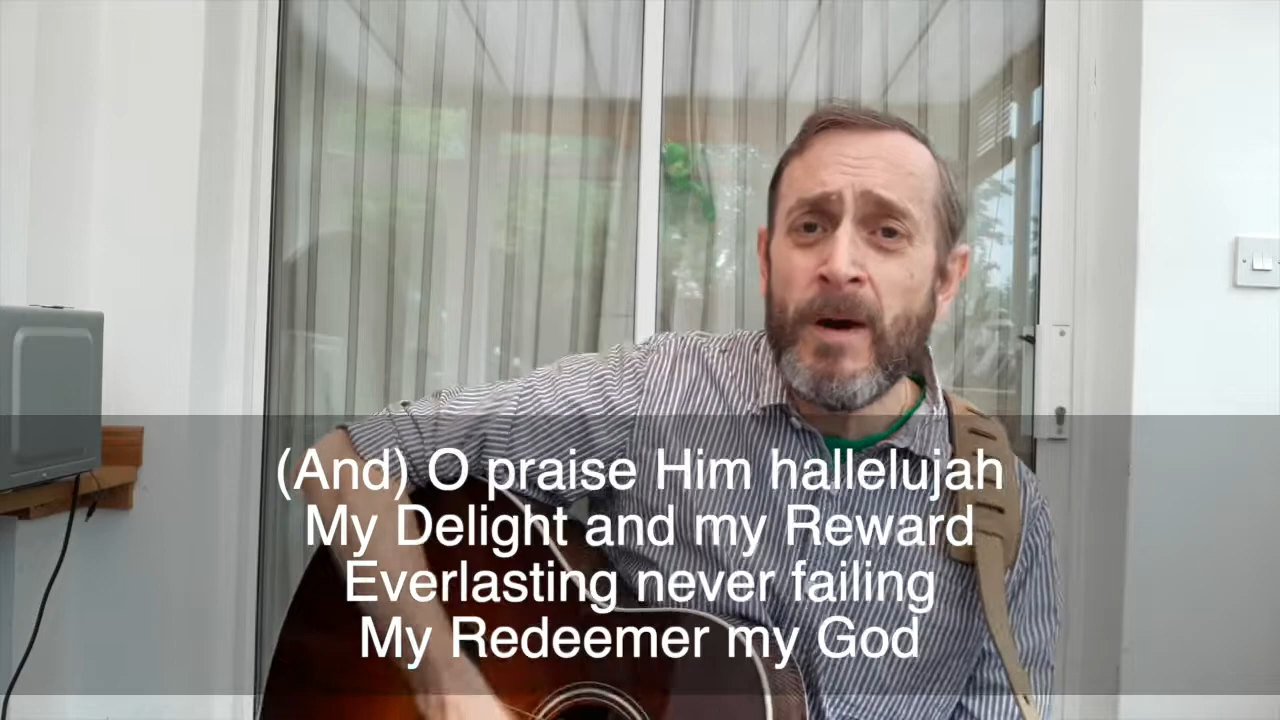 (And) O praise Him hallelujah
My Delight and my Reward
Everlasting never failing
My Redeemer my God